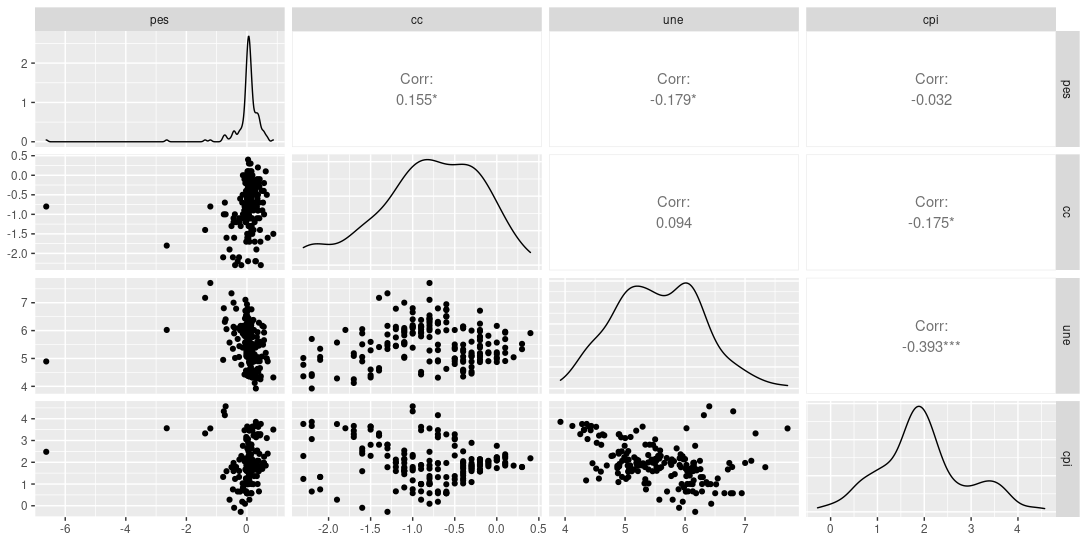 pes cc une cpi
2
1
0
Corr:
0.155*
Corr:
-0.179*
Corr:
-0.032
pes
0.5
0.0
-0.5
-1.0
-1.5
-2.0
Corr:
0.094
Corr:
-0.175*
cc
7
6
5
4
Corr:
-0.393***
une
4
3
2
1
0
cpi
-6 -4 -2 0
-2.0 -1.5 -1.0 -0.5 0.0 0.5
4 5 6 7
0 1 2 3 4